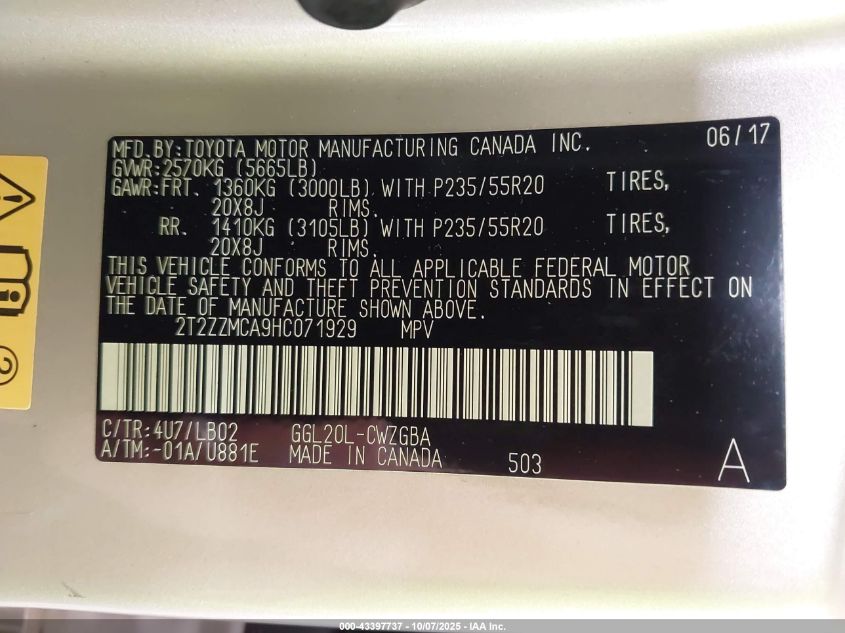 MFD.BY:TOYOTA MOTOR MANUFACTURING CANADA INC. 06/17
GVWR:2570KG (5665LB)
GAWR:FRT. 1360KG (3000LB) WITH P235/55R20 TIRES,
20X8J RIMS.
RR. 1410KG (3105LB) WITH P235/55R20 TIRES,
20X8J RIMS.
THIS VEHICLE CONFORMS TO ALL APPLICABLE FEDERAL MOTOR
VEHICLE SAFETY AND THEFT PREVENTION STANDARDS IN EFFECT ON
THE DATE OF MANUFACTURE SHOWN ABOVE.
2T2ZZMCA9HC071929 MPV
C/TR:4U7/LB02 GGL20L-CWZGBA
A/TM:-01A/U881E MADE IN CANADA 503 A
2
000-43397737 - 10/07/2025 - IAA Inc.